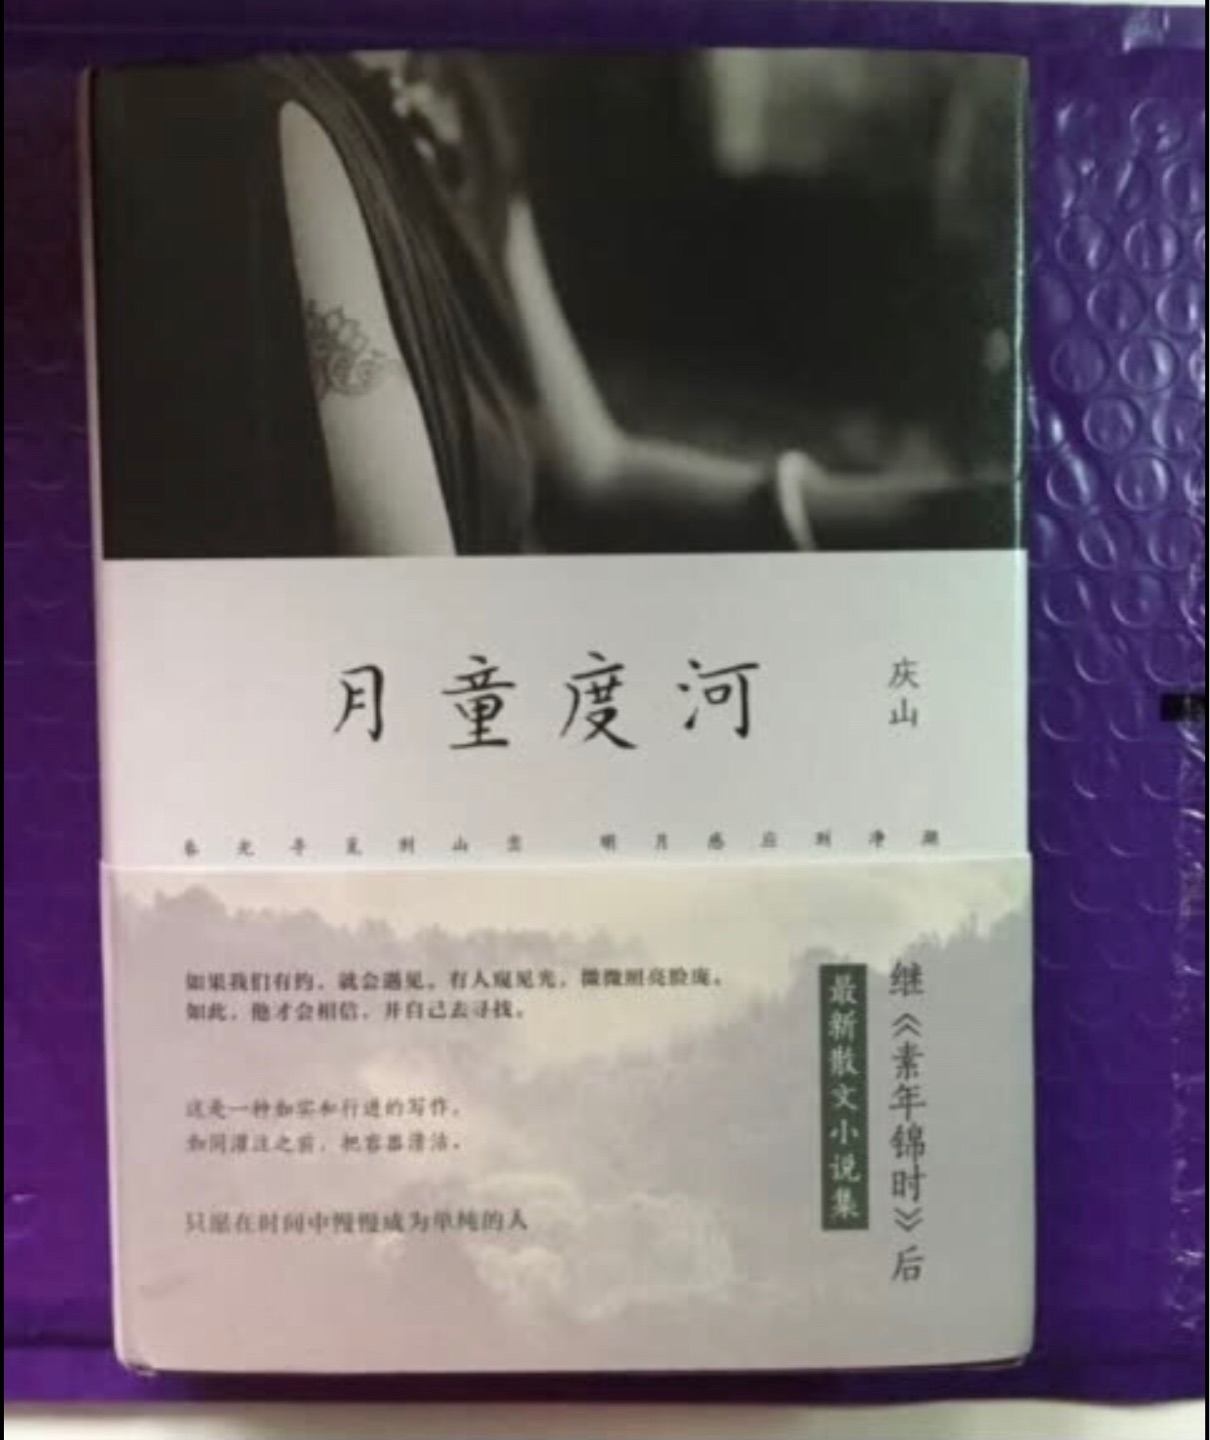 月童度河
庆山
春光寻觅到山峦 明月感应到净湖
如果我们有约，就会遇见。有人窥见光，微微照亮脸庞。
如此，他才会相信，并自己去寻找。
这是一种如实和行进的写作。
如同灌注之前，把容器清洁。
只愿在时间中慢慢成为单纯的人
继《素年锦时》后
最新散文小说集